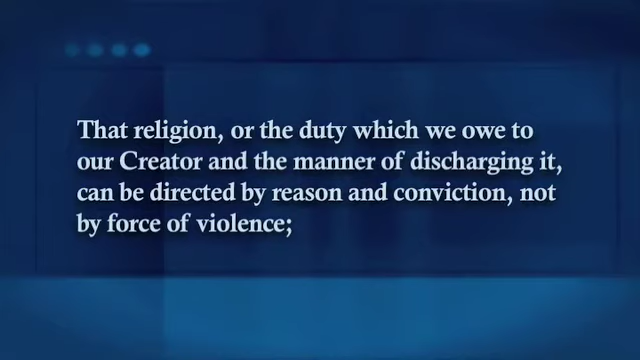 That religion, or the duty which we owe to
our Creator and the manner of discharging it,
can be directed by reason and conviction, not
by force of violence;